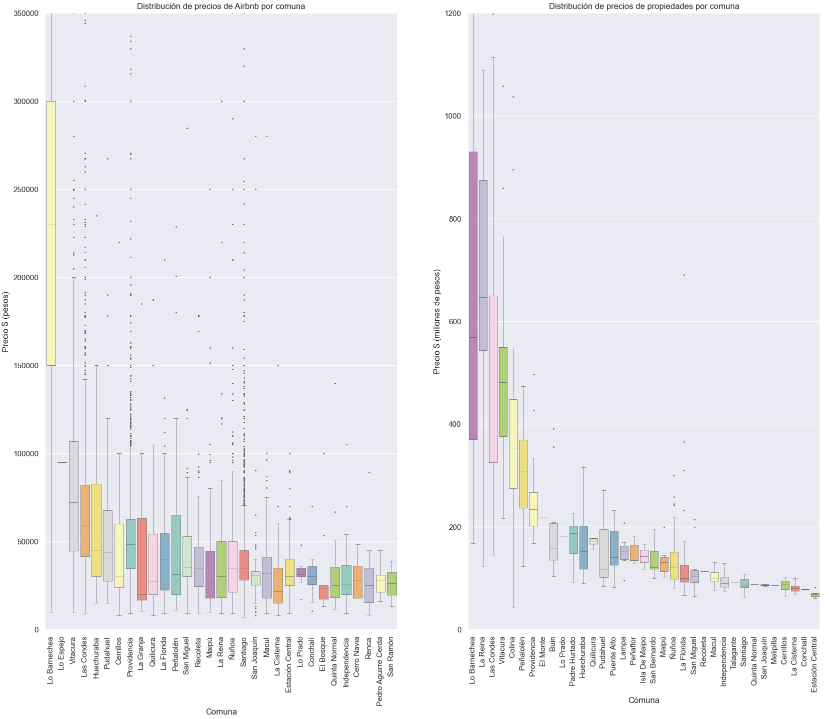 Distribución de precios de Airbnb por comuna
Precio S (pesos)
350000
300000
250000
200000
150000
100000
50000
0
Lo Barnechea
Lo Espejo
Vitacura
Las Condes
Huechuraba
Pudahuel
Cerrillos
Providencia
La Granja
Quilicura
La Florida
Peñalolén
San Miguel
Recoleta
Maipú
La Reina
Ñuñoa
Santiago
San Joaquín
Macul
La Cisterna
Estación Central
Lo Prado
Conchalí
El Bosque
Quinta Normal
Independencia
Cerro Navia
Renca
Pedro Aguirre Cerda
San Ramón
Comuna
Distribución de precios de propiedades por comuna
Precio S (millones de pesos)
1200
1000
800
600
400
200
0
Lo Barnechea
La Reina
Las Condes
Vitacura
Colina
Peñalolén
Providencia
El Monte
Buin
Lo Prado
Padre Hurtado
Huechuraba
Quilicura
Pudahuel
Puente Alto
Lampa
Peñaflor
Isla De Maipo
San Bernardo
Maipú
Ñuñoa
La Florida
San Miguel
Recoleta
Macul
Independencia
Talagante
Santiago
Quinta Normal
San Joaquín
Melipilla
Cerrillos
La Cisterna
Conchalí
Estación Central
Comuna